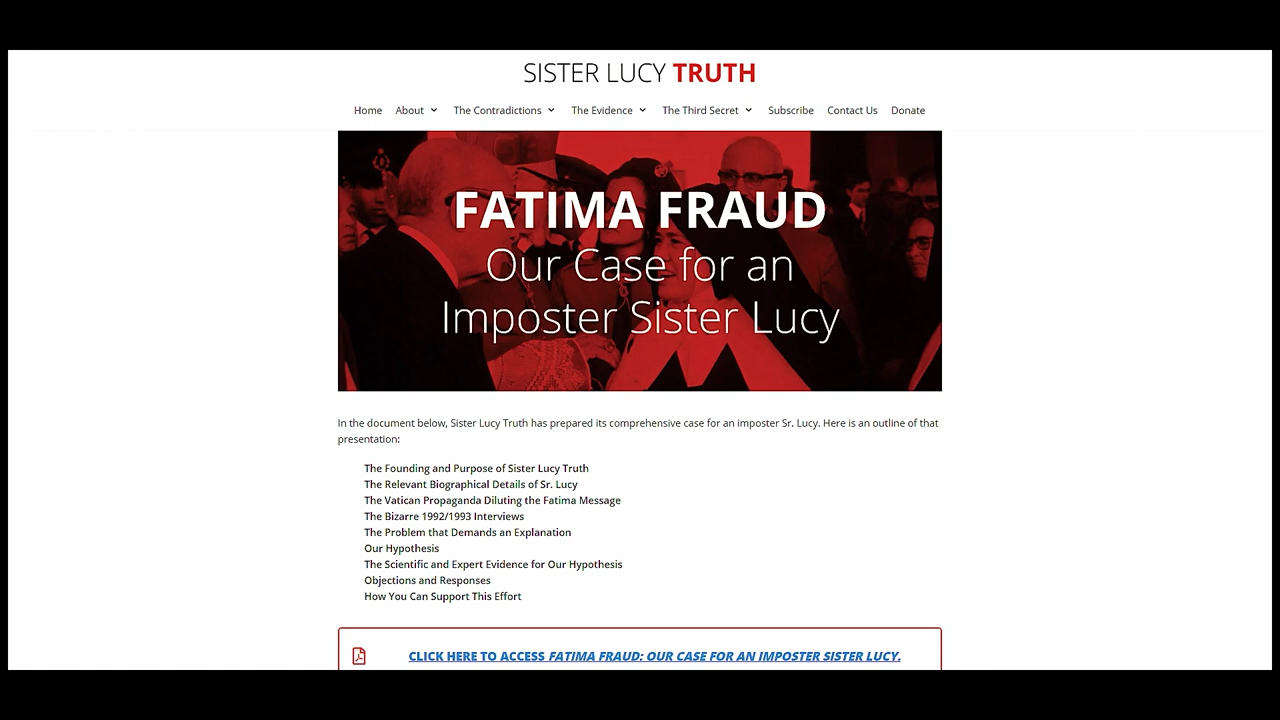 SISTER LUCY TRUTH
Home About The Contradictions The Evidence The Third Secret Subscribe Contact Us Donate
FATIMA FRAUD
Our Case for an
Imposter Sister Lucy
In the document below, Sister Lucy Truth has prepared its comprehensive case for an imposter Sr. Lucy. Here is an outline of that
presentation:
The Founding and Purpose of Sister Lucy Truth
The Relevant Biographical Details of Sr. Lucy
The Vatican Propaganda Diluting the Fatima Message
The Bizarre 1992/1993 Interviews
The Problem that Demands an Explanation
Our Hypothesis
The Scientific and Expert Evidence for Our Hypothesis
Objections and Responses
How You Can Support This Effort
CLICK HERE TO ACCESS FATIMA FRAUD: OUR CASE FOR AN IMPOSTER SISTER LUCY.